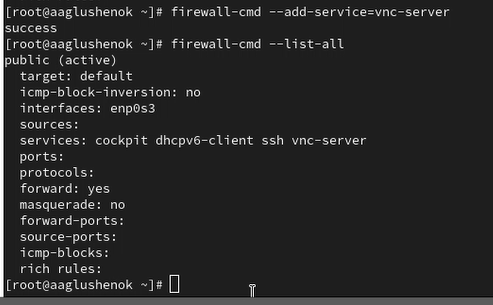 [root@aaglushenok ~]# firewall-cmd --add-service=vnc-server
success
[root@aaglushenok ~]# firewall-cmd --list-all
public (active)
  target: default
  icmp-block-inversion: no
  interfaces: enp0s3
  sources:
  services: cockpit dhcpv6-client ssh vnc-server
  ports:
  protocols:
  forward: yes
  masquerade: no
  forward-ports:
  source-ports:
  icmp-blocks:
  rich rules:
[root@aaglushenok ~]#